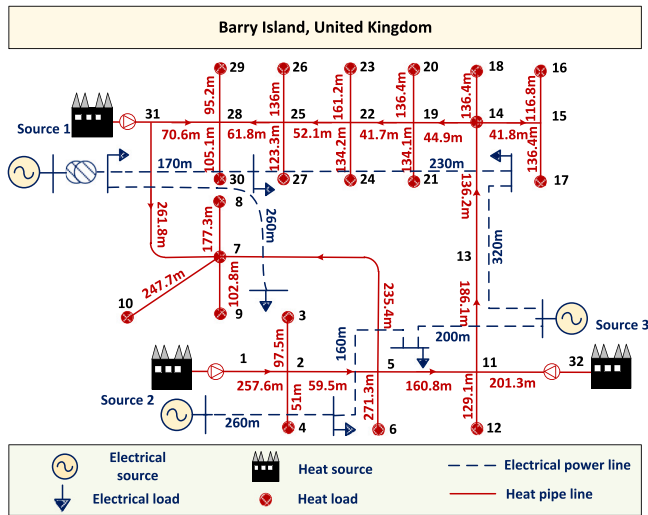 Barry Island, United Kingdom
29 26 23 20 18 16
95.2m 136m 161.2m 136.4m 136.4m 116.8m
31 28 25 22 19 14 15
Source 1
70.6m 61.8m 52.1m 41.7m 44.9m 41.8m
105.1m 123.3m 134.2m 134.1m 136.2m 136.4m
170m 230m
30 27 24 21 17
8
261.8m 177.3m 260m 320m
7 13
247.7m 102.8m 235.4m 186.1m
10 9 3
Source 3
200m
160m
1 97.5m 2 5 11 32
257.6m 59.5m 160.8m 201.3m
Source 2
51m 271.3m 129.1m
260m
4 6 12
Electrical source
Heat source
Electrical power line
Electrical load
Heat load
Heat pipe line